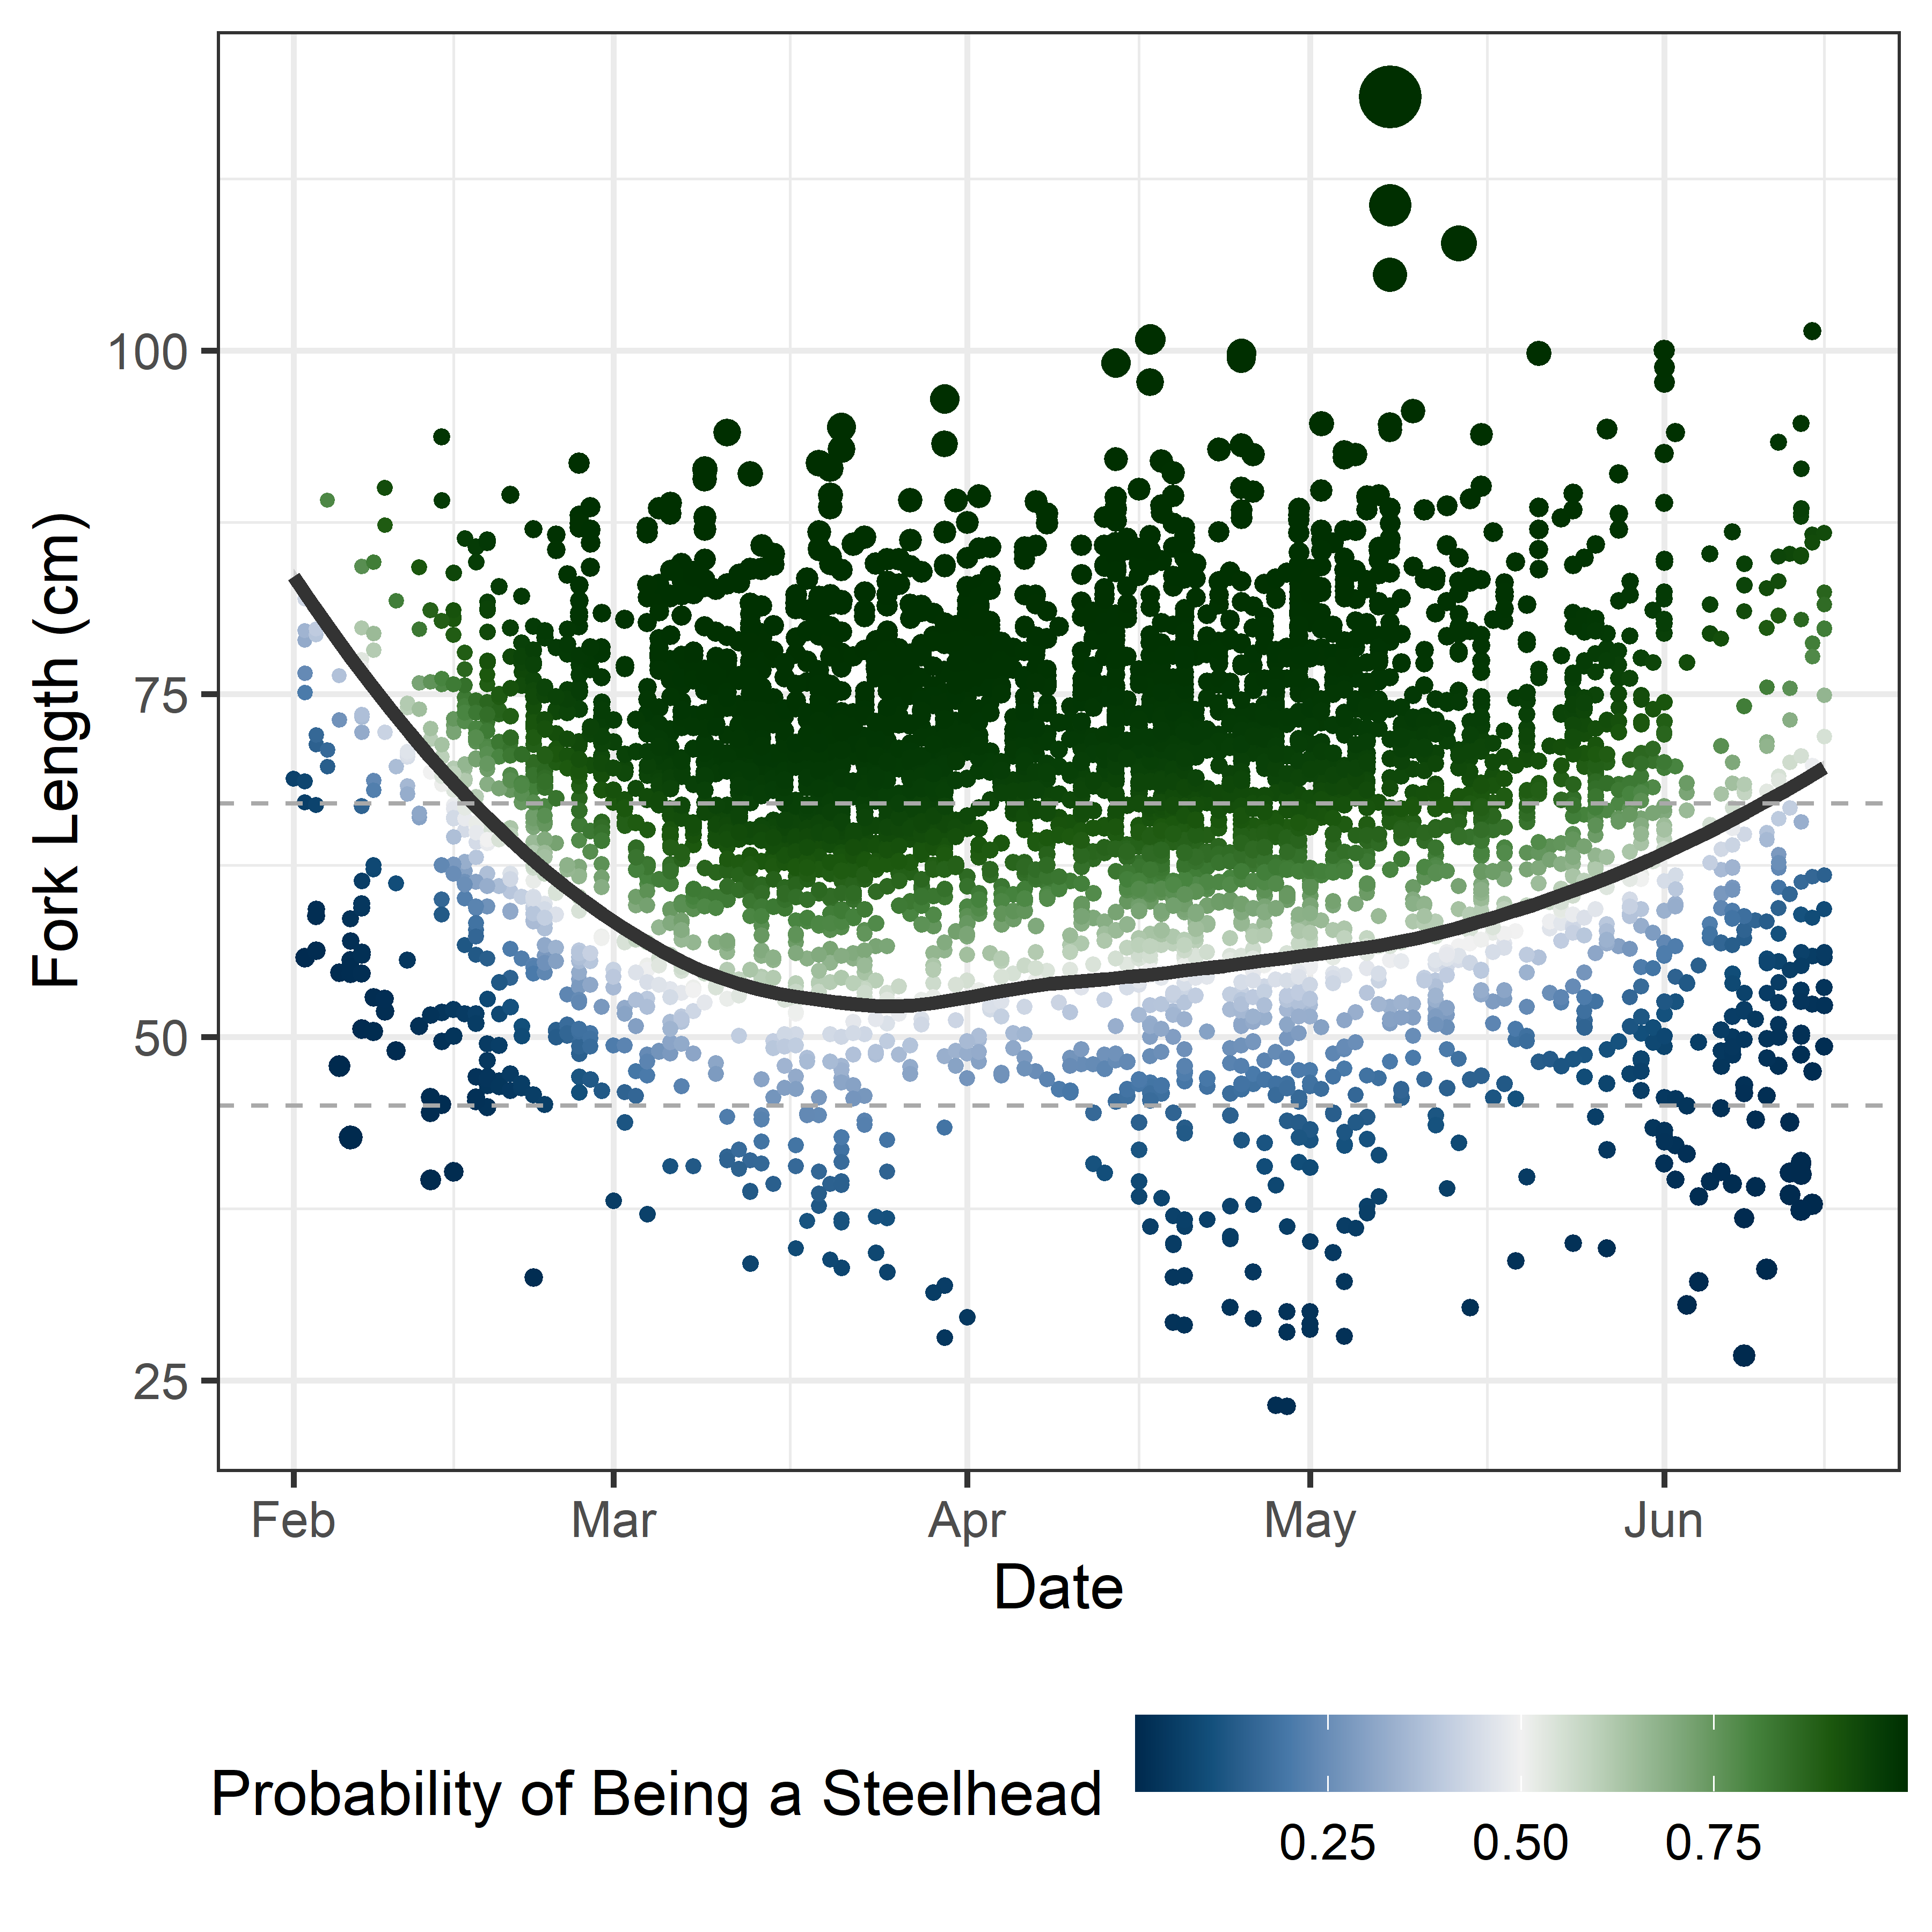 Fork Length (cm)
100
75
50
25
Feb Mar Apr May Jun
Date
Probability of Being a Steelhead
0.25 0.50 0.75